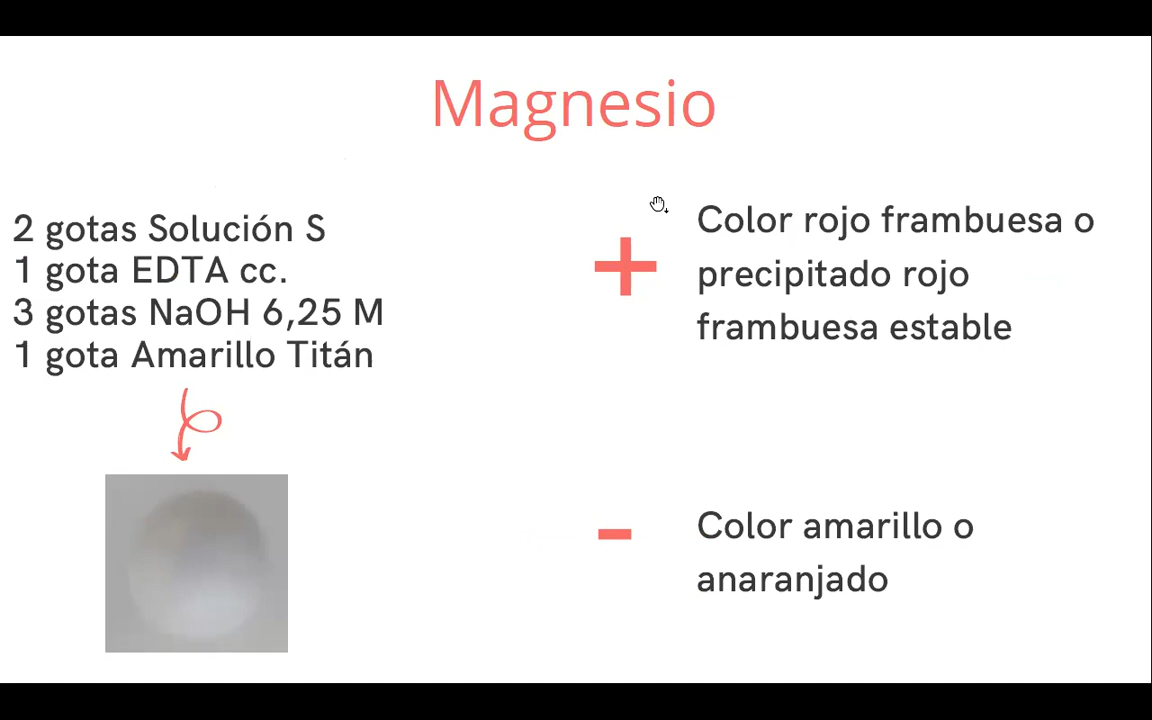 Magnesio
2 gotas Solución S
1 gota EDTA cc.
3 gotas NaOH 6,25 M
1 gota Amarillo Titán
+
Color rojo frambuesa o
precipitado rojo
frambuesa estable
-
Color amarillo o
anaranjado